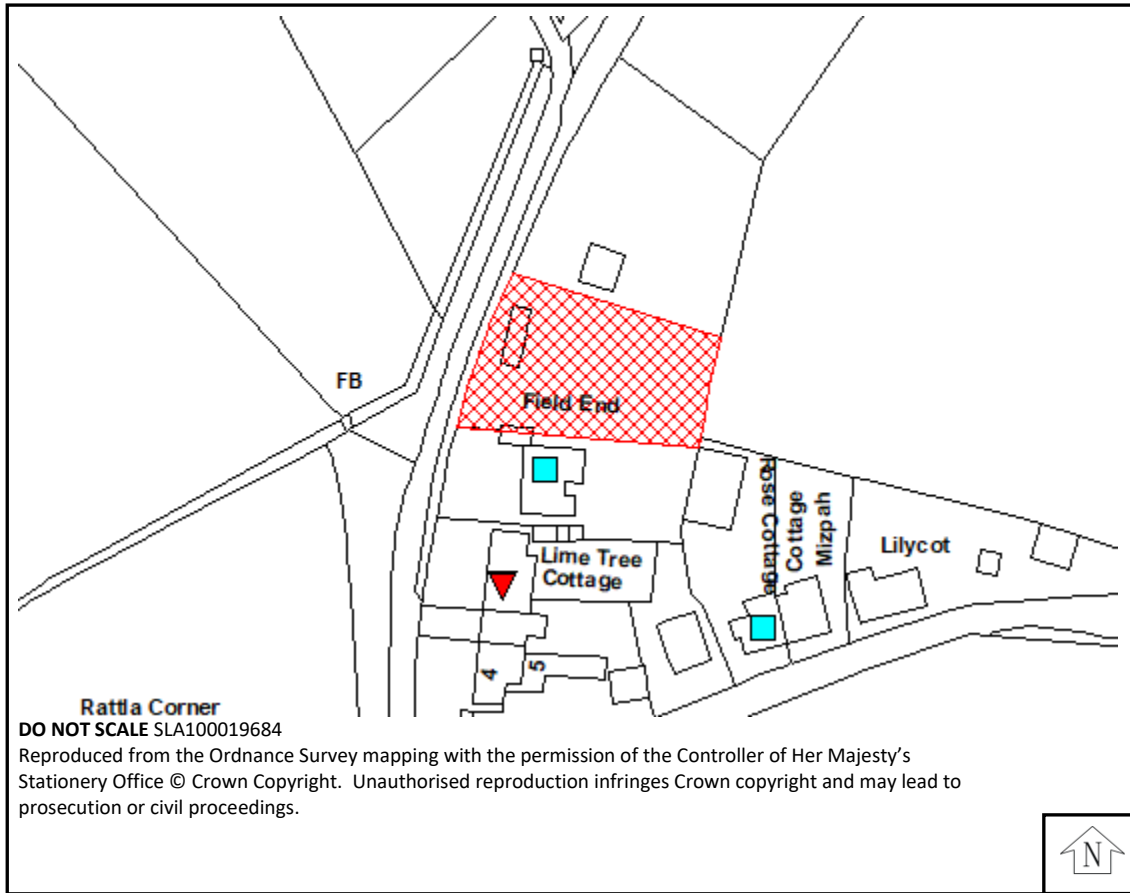 FB
Field End
Rose Cottage
Cottage
Mizpah
Lilycot
Lime Tree
Cottage
4
5
Rattla Corner
DO NOT SCALE SLA100019684
Reproduced from the Ordnance Survey mapping with the permission of the Controller of Her Majesty's
Stationery Office © Crown Copyright. Unauthorised reproduction infringes Crown copyright and may lead to
prosecution or civil proceedings.
N